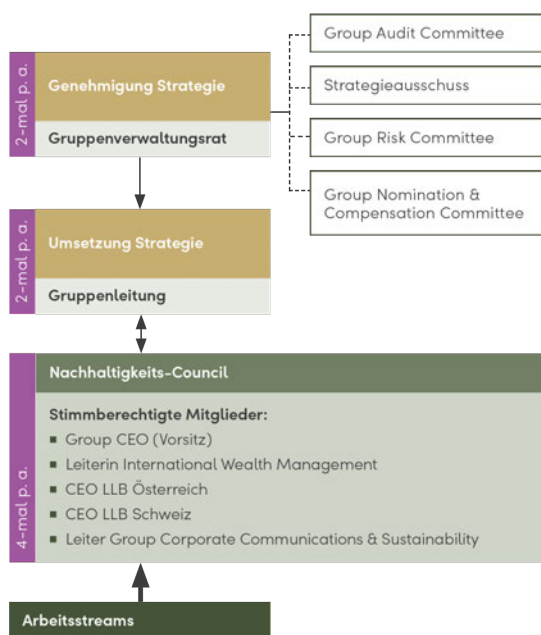 2-mal p. a.
Genehmigung Strategie
Gruppenverwaltungsrat
Group Audit Committee
Strategieausschuss
Group Risk Committee
Group Nomination &
Compensation Committee
2-mal p. a.
Umsetzung Strategie
Gruppenleitung
4-mal p. a.
Nachhaltigkeits-Council
Stimmberechtigte Mitglieder:
▪ Group CEO (Vorsitz)
▪ Leiterin International Wealth Management
▪ CEO LLB Österreich
▪ CEO LLB Schweiz
▪ Leiter Group Corporate Communications & Sustainability
Arbeitsstreams